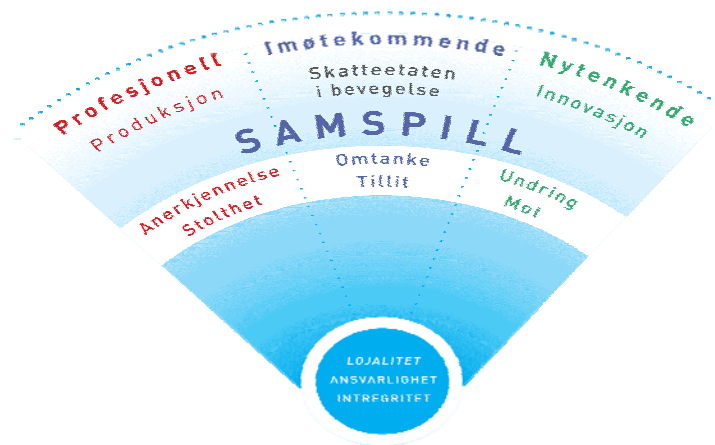 Profesjonell
Produksjon
Imøtekommende
Skatteetaten
i bevegelse
Nytenkende
Innovasjon
SAMSPILL
Anerkjennelse
Stolthet
Omtanke
Tillit
Undring
Mot
LOJALITET
ANSVARLIGHET
INTREGRITET